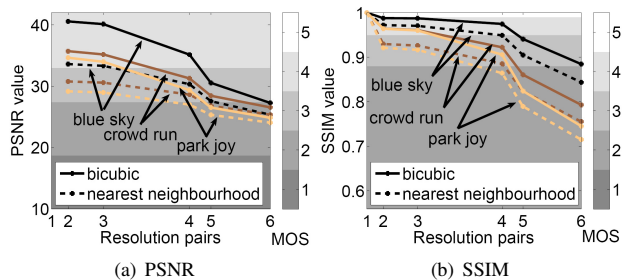 PSNR value
40
30
20
10
blue sky
crowd run
park joy
bicubic
nearest neighbourhood
1 2 3 4 5 6
Resolution pairs
5
4
3
2
1
MOS
(a) PSNR
SSIM value
1
0.9
0.8
0.7
0.6
blue sky
crowd run
park joy
bicubic
nearest neighbourhood
1 2 3 4 5 6
Resolution pairs
5
4
3
2
1
MOS
(b) SSIM